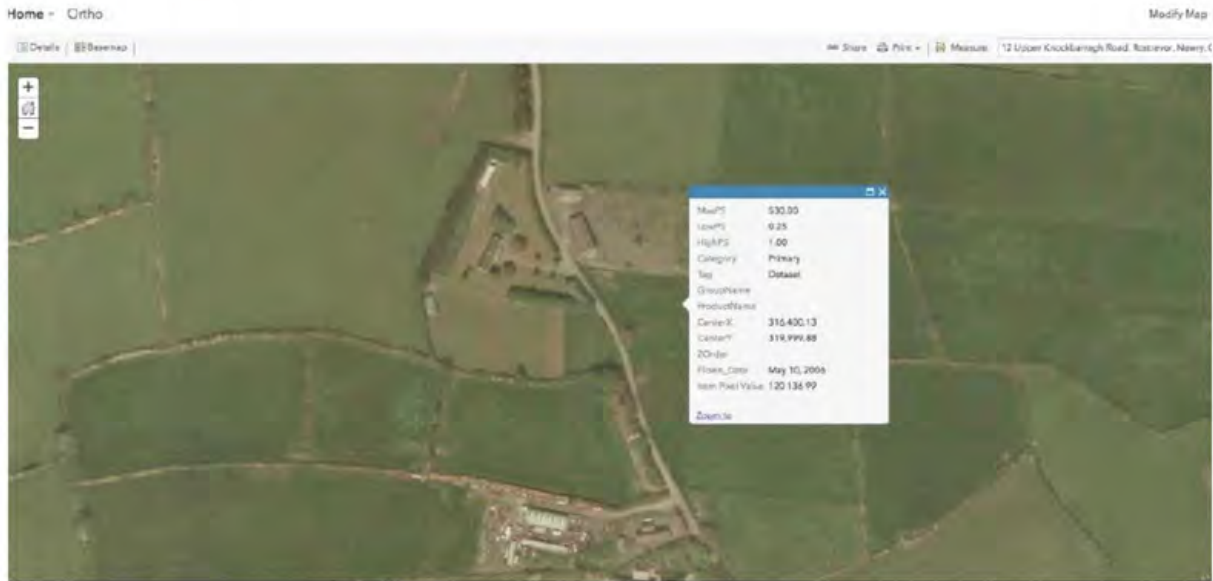 Home Ortho
Modify Map
Details Basemap
Share Print Measure 12 Upper Knockbarragh Road, Rostrevor, Newry, C
+
−
MaxPS 530.00
LowPS 0.25
HighPS 1.00
Category Primary
Tag Dataset
GroupName
ProductName
CenterX 316,400.13
CenterY 319,999.88
ZOrder
Flown_Date May 10, 2006
Item Pixel Value 120 136 99
Zoom to